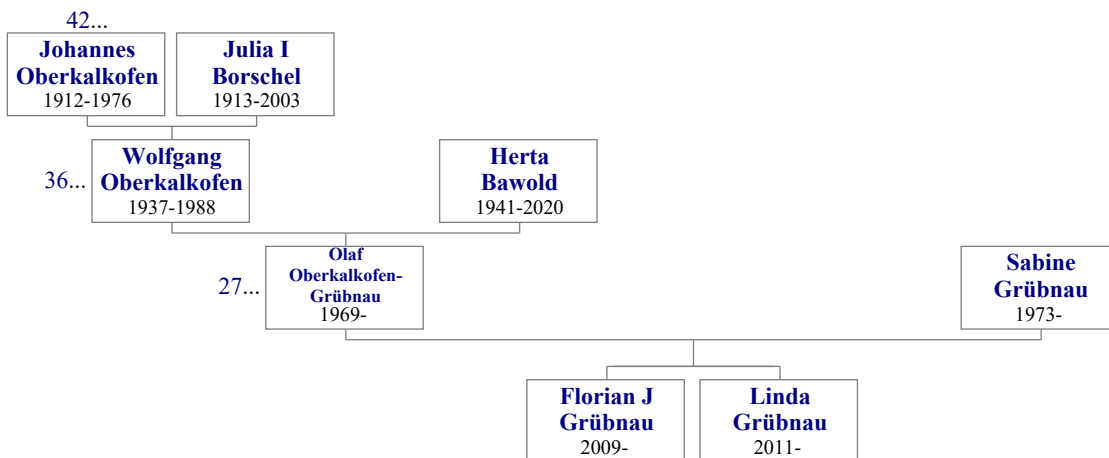 42...
Johannes
Oberkalkofen
1912-1976
Julia I
Borschel
1913-2003
36...
Wolfgang
Oberkalkofen
1937-1988
Herta
Bawold
1941-2020
27...
Olaf
Oberkalkofen-
Grübnau
1969-
Sabine
Grübnau
1973-
Florian J
Grübnau
2009-
Linda
Grübnau
2011-